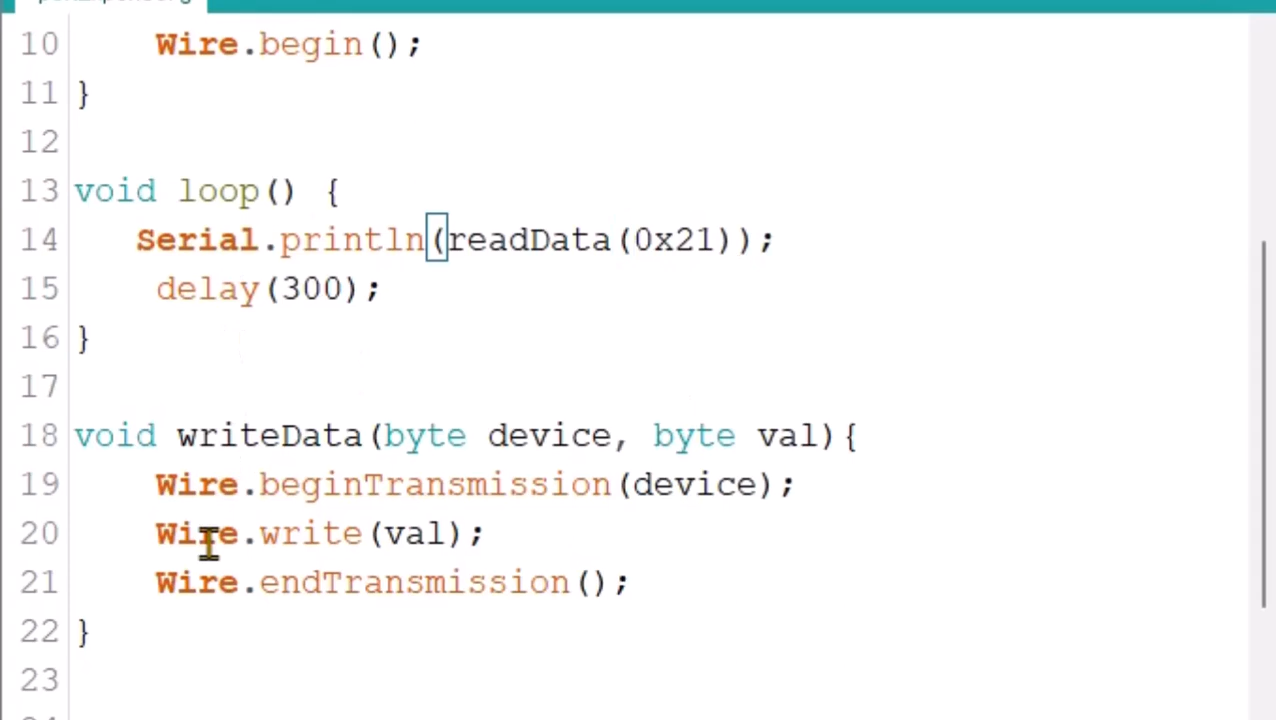 10 Wire.begin();
11 }
12
13 void loop() {
14 Serial.println(readData(0x21));
15 delay(300);
16 }
17
18 void writeData(byte device, byte val){
19 Wire.beginTransmission(device);
20 Wire.write(val);
21 Wire.endTransmission();
22 }
23